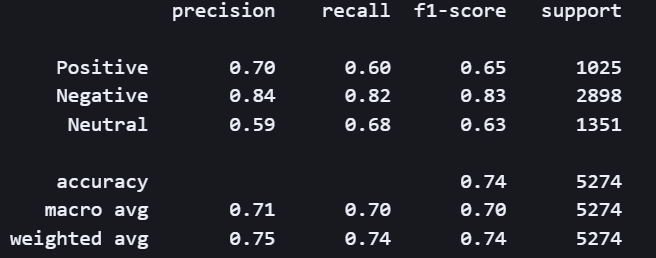 precision recall f1-score support
Positive 0.70 0.60 0.65 1025
Negative 0.84 0.82 0.83 2898
Neutral 0.59 0.68 0.63 1351
accuracy 0.74 5274
macro avg 0.71 0.70 0.70 5274
weighted avg 0.75 0.74 0.74 5274